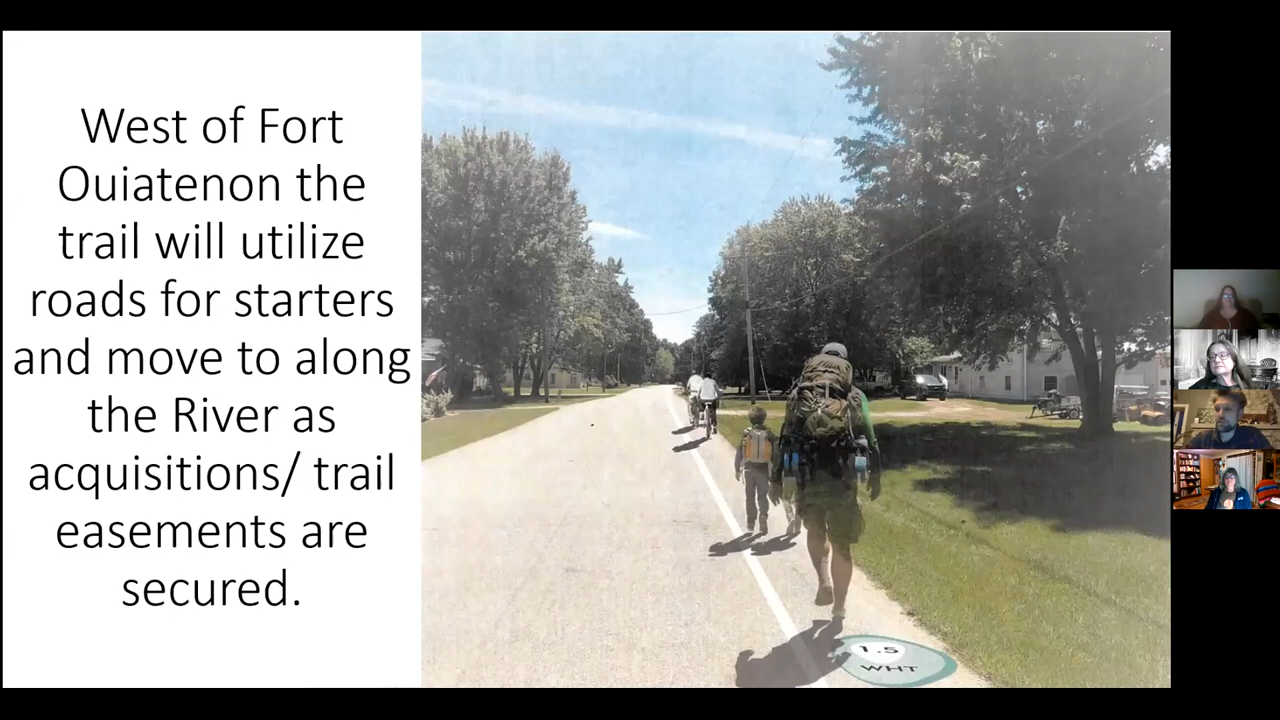 West of Fort
Ouiatenon the
trail will utilize
roads for starters
and move to along
the River as
acquisitions/ trail
easements are
secured.
1.5
WHT